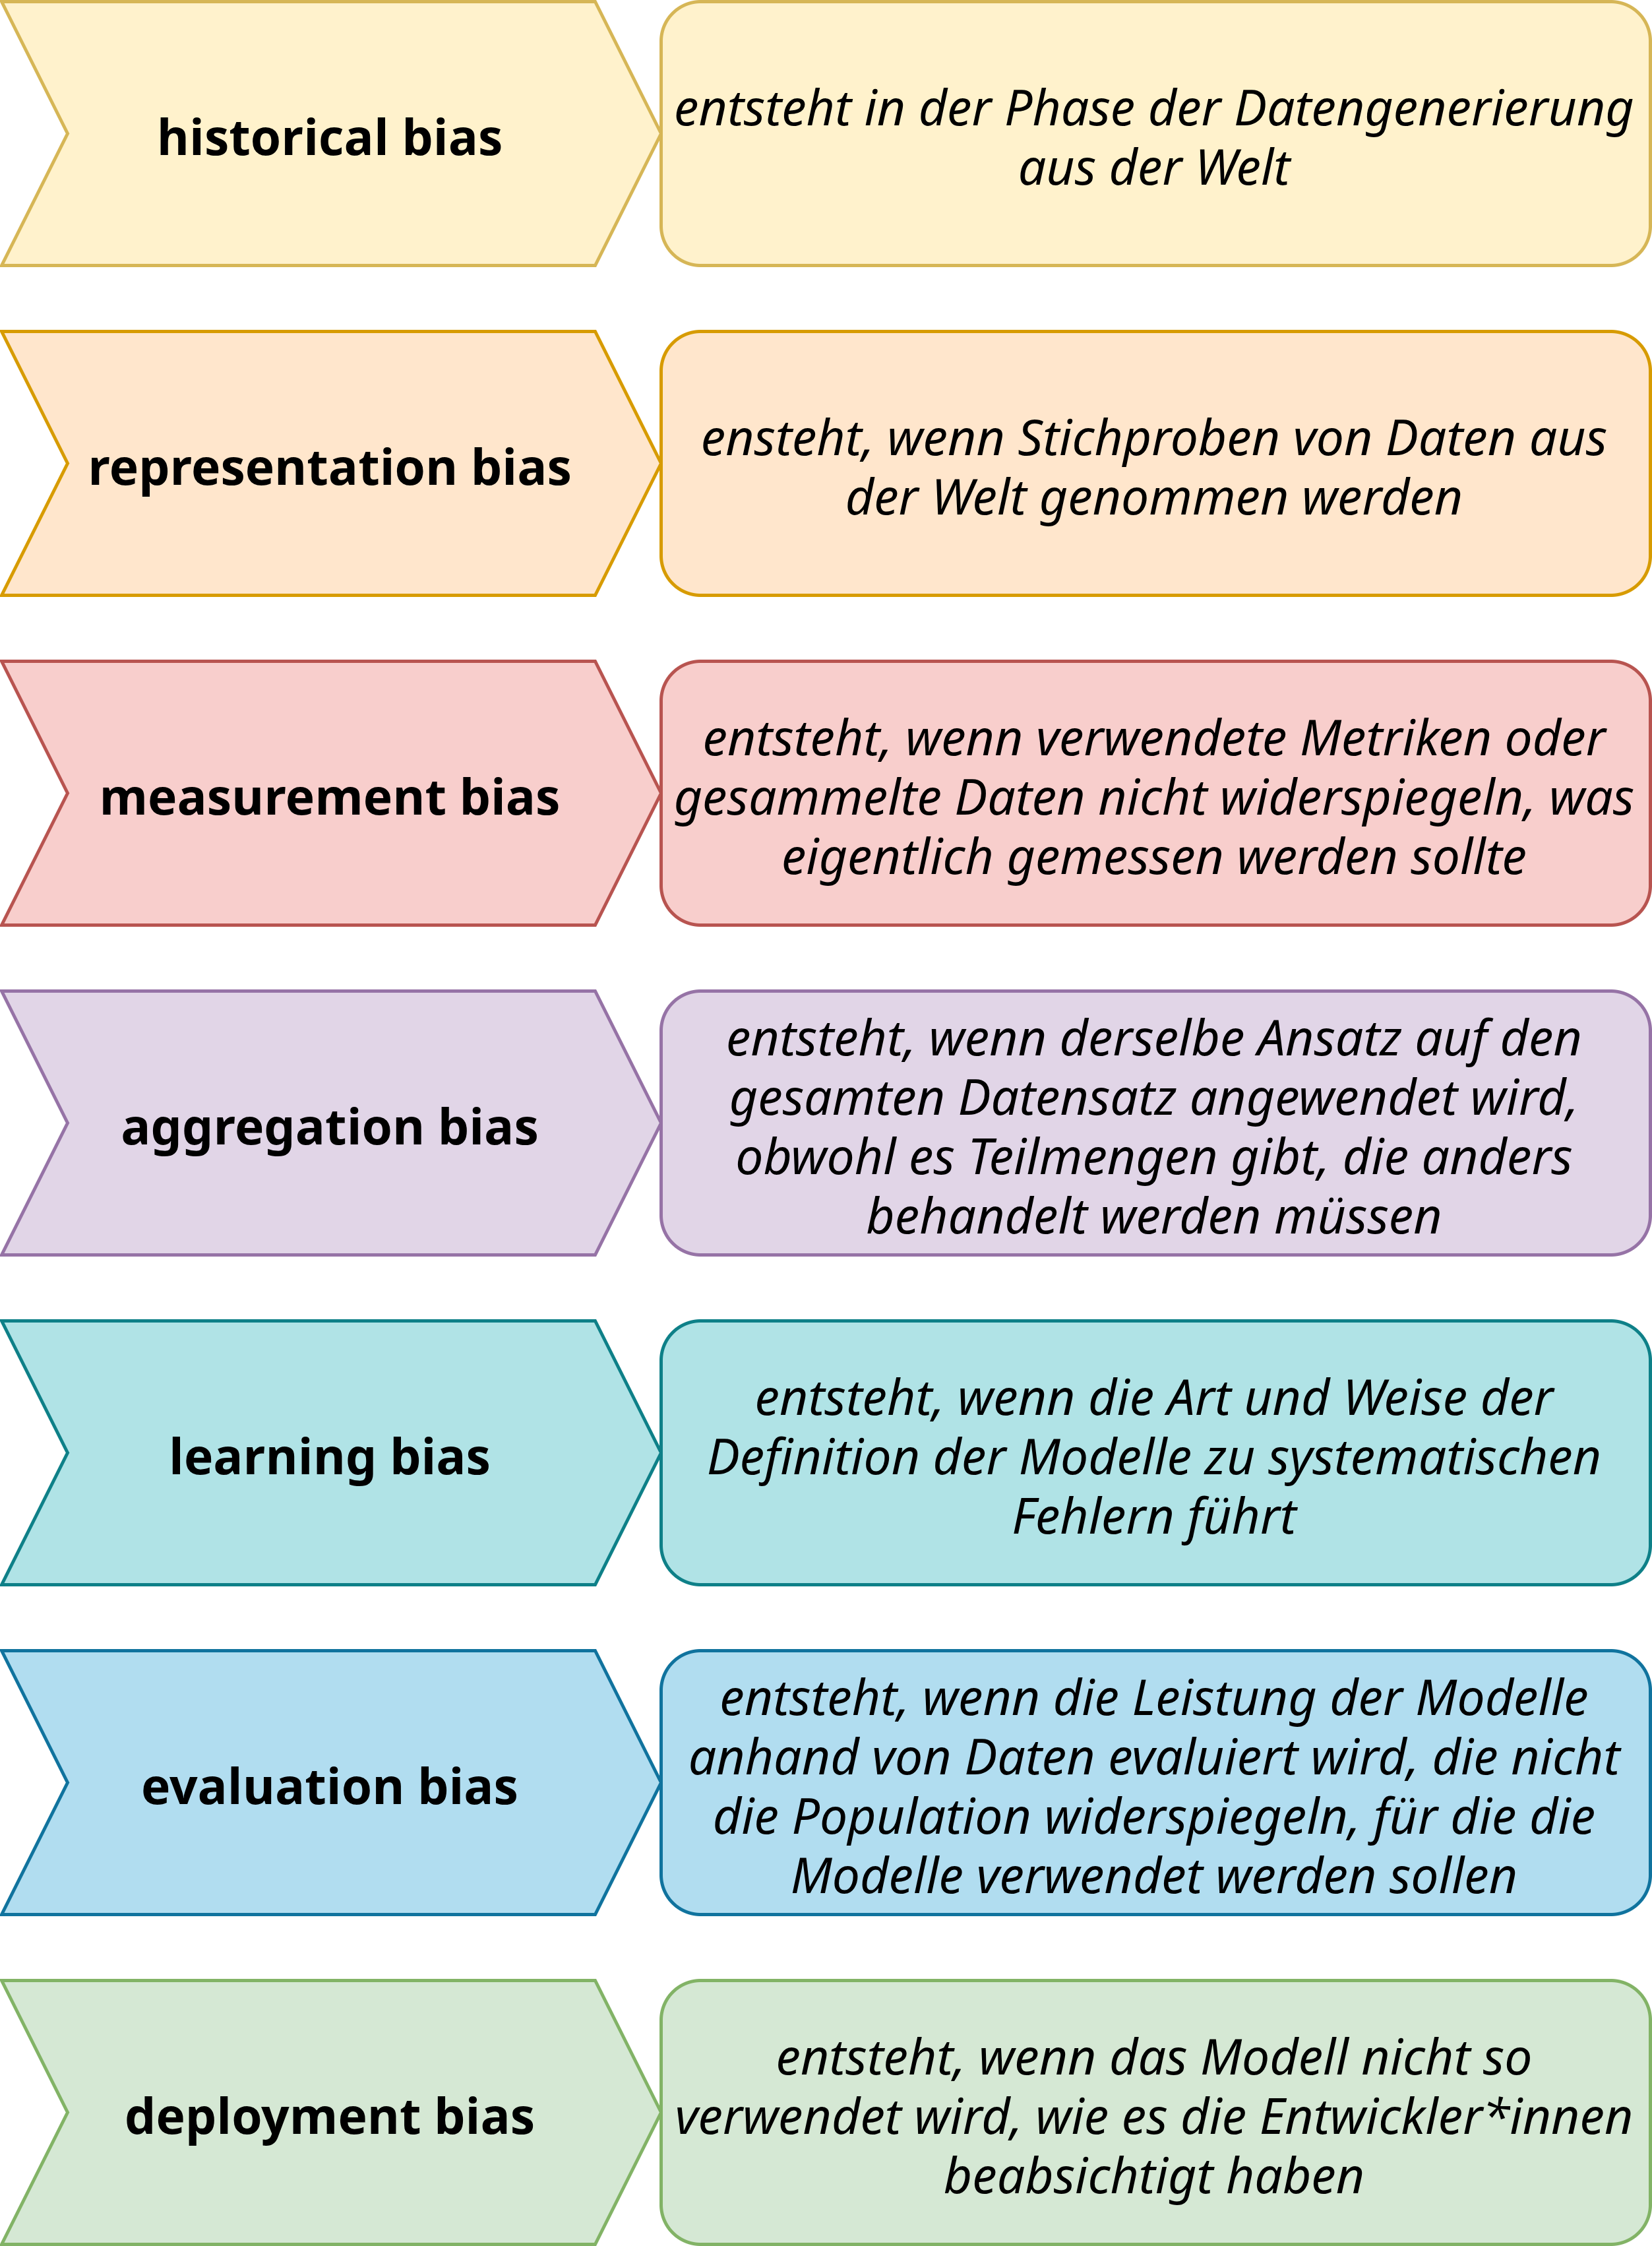 historical bias
entsteht in der Phase der Datengenerierung
aus der Welt
representation bias
ensteht, wenn Stichproben von Daten aus
der Welt genommen werden
measurement bias
entsteht, wenn verwendete Metriken oder
gesammelte Daten nicht widerspiegeln, was
eigentlich gemessen werden sollte
aggregation bias
entsteht, wenn derselbe Ansatz auf den
gesamten Datensatz angewendet wird,
obwohl es Teilmengen gibt, die anders
behandelt werden müssen
learning bias
entsteht, wenn die Art und Weise der
Definition der Modelle zu systematischen
Fehlern führt
evaluation bias
entsteht, wenn die Leistung der Modelle
anhand von Daten evaluiert wird, die nicht
die Population widerspiegeln, für die die
Modelle verwendet werden sollen
deployment bias
entsteht, wenn das Modell nicht so
verwendet wird, wie es die Entwickler*innen
beabsichtigt haben